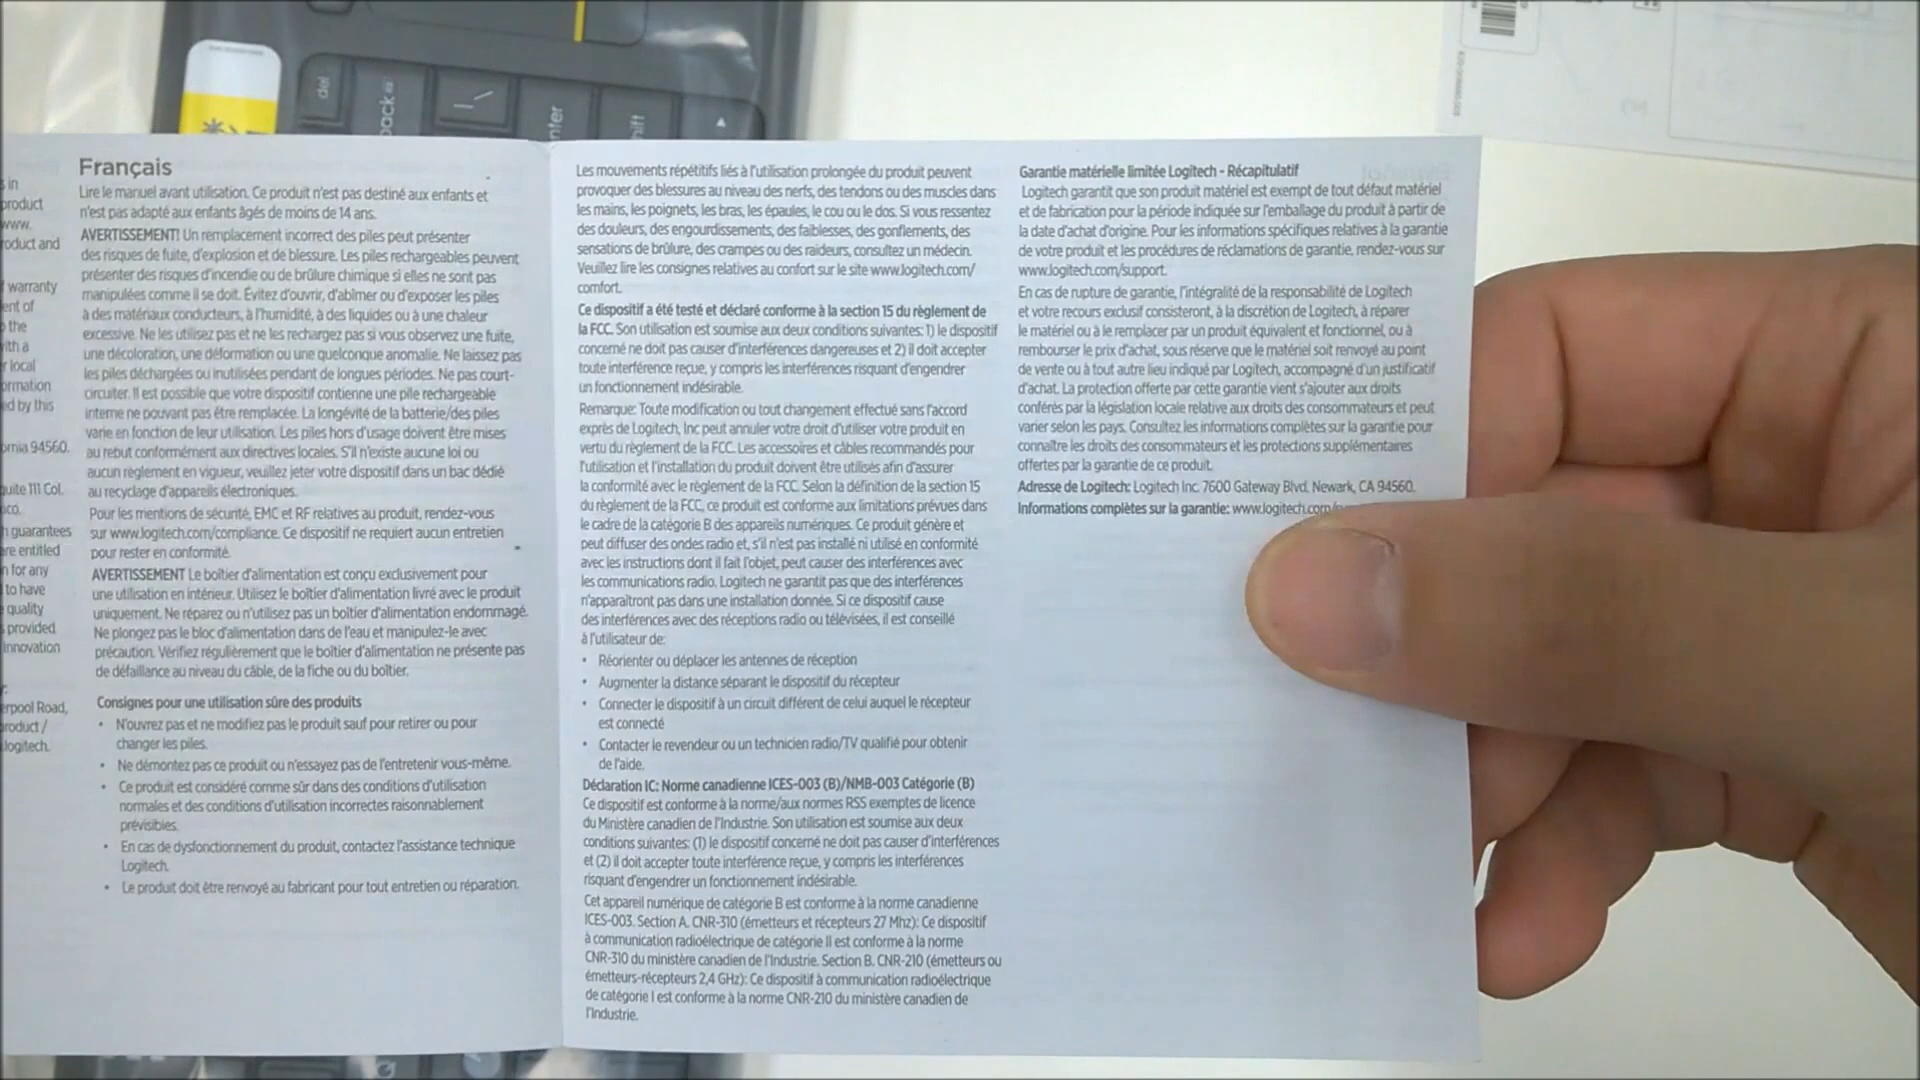 del
back
enter
shift
in
product
www.
roduct and
warranty
ent of
the
with a
r local
ormation
ed by this
ornia 94560.
quite 111 Col.
h guarantees
are entitled
n for any
to have
quality
s provided
Innovation
erpool Road,
product /
logitech.
Français
Lire le manuel avant utilisation. Ce produit n'est pas destiné aux enfants et
n'est pas adapté aux enfants âgés de moins de 14 ans.
AVERTISSEMENT! Un remplacement incorrect des piles peut présenter
des risques de fuite, d'explosion et de blessure. Les piles rechargeables peuvent
présenter des risques d'incendie ou de brûlure chimique si elles ne sont pas
manipulées comme il se doit. Évitez d'ouvrir, d'abîmer ou d'exposer les piles
à des matériaux conducteurs, à l'humidité, à des liquides ou à une chaleur
excessive. Ne les utilisez pas et ne les rechargez pas si vous observez une fuite,
une décoloration, une déformation ou une quelconque anomalie. Ne laissez pas
les piles déchargées ou inutilisées pendant de longues périodes. Ne pas court-
circuiter. Il est possible que votre dispositif contienne une pile rechargeable
interne ne pouvant pas être remplacée. La longévité de la batterie/des piles
varie en fonction de leur utilisation. Les piles hors d'usage doivent être mises
au rebut conformément aux directives locales. S'il n'existe aucune loi ou
aucun règlement en vigueur, veuillez jeter votre dispositif dans un bac dédié
au recyclage d'appareils électroniques.
Pour les mentions de sécurité, EMC et RF relatives au produit, rendez-vous
sur www.logitech.com/compliance. Ce dispositif ne requiert aucun entretien
pour rester en conformité.
AVERTISSEMENT Le boîtier d'alimentation est conçu exclusivement pour
une utilisation en intérieur. Utilisez le boîtier d'alimentation livré avec le produit
uniquement. Ne réparez ou n'utilisez pas un boîtier d'alimentation endommagé.
Ne plongez pas le bloc d'alimentation dans de l'eau et manipulez-le avec
précaution. Vérifiez régulièrement que le boîtier d'alimentation ne présente pas
de défaillance au niveau du câble, de la fiche ou du boîtier.
Consignes pour une utilisation sûre des produits
• N'ouvrez pas et ne modifiez pas le produit sauf pour retirer ou pour
changer les piles.
• Ne démontez pas ce produit ou n'essayez pas de l'entretenir vous-même.
• Ce produit est considéré comme sûr dans des conditions d'utilisation
normales et des conditions d'utilisation incorrectes raisonnablement
prévisibles.
• En cas de dysfonctionnement du produit, contactez l'assistance technique
Logitech.
• Le produit doit être renvoyé au fabricant pour tout entretien ou réparation.
Les mouvements répétitifs liés à l'utilisation prolongée du produit peuvent
provoquer des blessures au niveau des nerfs, des tendons ou des muscles dans
les mains, les poignets, les bras, les épaules, le cou ou le dos. Si vous ressentez
des douleurs, des engourdissements, des faiblesses, des gonflements, des
sensations de brûlure, des crampes ou des raideurs, consultez un médecin.
Veuillez lire les consignes relatives au confort sur le site www.logitech.com/
comfort.
Ce dispositif a été testé et déclaré conforme à la section 15 du règlement de
la FCC. Son utilisation est soumise aux deux conditions suivantes: 1) le dispositif
concerné ne doit pas causer d'interférences dangereuses et 2) il doit accepter
toute interférence reçue, y compris les interférences risquant d'engendrer
un fonctionnement indésirable.
Remarque: Toute modification ou tout changement effectué sans l'accord
exprès de Logitech, Inc peut annuler votre droit d'utiliser votre produit en
vertu du règlement de la FCC. Les accessoires et câbles recommandés pour
l'utilisation et l'installation du produit doivent être utilisés afin d'assurer
la conformité avec le règlement de la FCC. Selon la définition de la section 15
du règlement de la FCC, ce produit est conforme aux limitations prévues dans
le cadre de la catégorie B des appareils numériques. Ce produit génère et
peut diffuser des ondes radio et, s'il n'est pas installé ni utilisé en conformité
avec les instructions dont il fait l'objet, peut causer des interférences avec
les communications radio. Logitech ne garantit pas que des interférences
n'apparaîtront pas dans une installation donnée. Si ce dispositif cause
des interférences avec des réceptions radio ou télévisées, il est conseillé
à l'utilisateur de:
• Réorienter ou déplacer les antennes de réception
• Augmenter la distance séparant le dispositif du récepteur
• Connecter le dispositif à un circuit différent de celui auquel le récepteur
est connecté
• Contacter le revendeur ou un technicien radio/TV qualifié pour obtenir
de l'aide.
Déclaration IC: Norme canadienne ICES-003 (B)/NMB-003 Catégorie (B)
Ce dispositif est conforme à la norme/aux normes RSS exemptes de licence
du Ministère canadien de l'Industrie. Son utilisation est soumise aux deux
conditions suivantes: (1) le dispositif concerné ne doit pas causer d'interférences
et (2) il doit accepter toute interférence reçue, y compris les interférences
risquant d'engendrer un fonctionnement indésirable.
Cet appareil numérique de catégorie B est conforme à la norme canadienne
ICES-003. Section A. CNR-310 (émetteurs et récepteurs 27 Mhz): Ce dispositif
à communication radioélectrique de catégorie II est conforme à la norme
CNR-310 du ministère canadien de l'Industrie. Section B. CNR-210 (émetteurs ou
émetteurs-récepteurs 2,4 GHz): Ce dispositif à communication radioélectrique
de catégorie I est conforme à la norme CNR-210 du ministère canadien de
l'Industrie.
Garantie matérielle limitée Logitech - Récapitulatif
Logitech garantit que son produit matériel est exempt de tout défaut matériel
et de fabrication pour la période indiquée sur l'emballage du produit à partir de
la date d'achat d'origine. Pour les informations spécifiques relatives à la garantie
de votre produit et les procédures de réclamations de garantie, rendez-vous sur
www.logitech.com/support.
En cas de rupture de garantie, l'intégralité de la responsabilité de Logitech
et votre recours exclusif consisteront, à la discrétion de Logitech, à réparer
le matériel ou à le remplacer par un produit équivalent et fonctionnel, ou à
rembourser le prix d'achat, sous réserve que le matériel soit renvoyé au point
de vente ou à tout autre lieu indiqué par Logitech, accompagné d'un justificatif
d'achat. La protection offerte par cette garantie vient s'ajouter aux droits
conférés par la législation locale relative aux droits des consommateurs et peut
varier selon les pays. Consultez les informations complètes sur la garantie pour
connaître les droits des consommateurs et les protections supplémentaires
offertes par la garantie de ce produit.
Adresse de Logitech: Logitech Inc. 7600 Gateway Blvd. Newark, CA 94560.
Informations complètes sur la garantie: www.logitech.com/